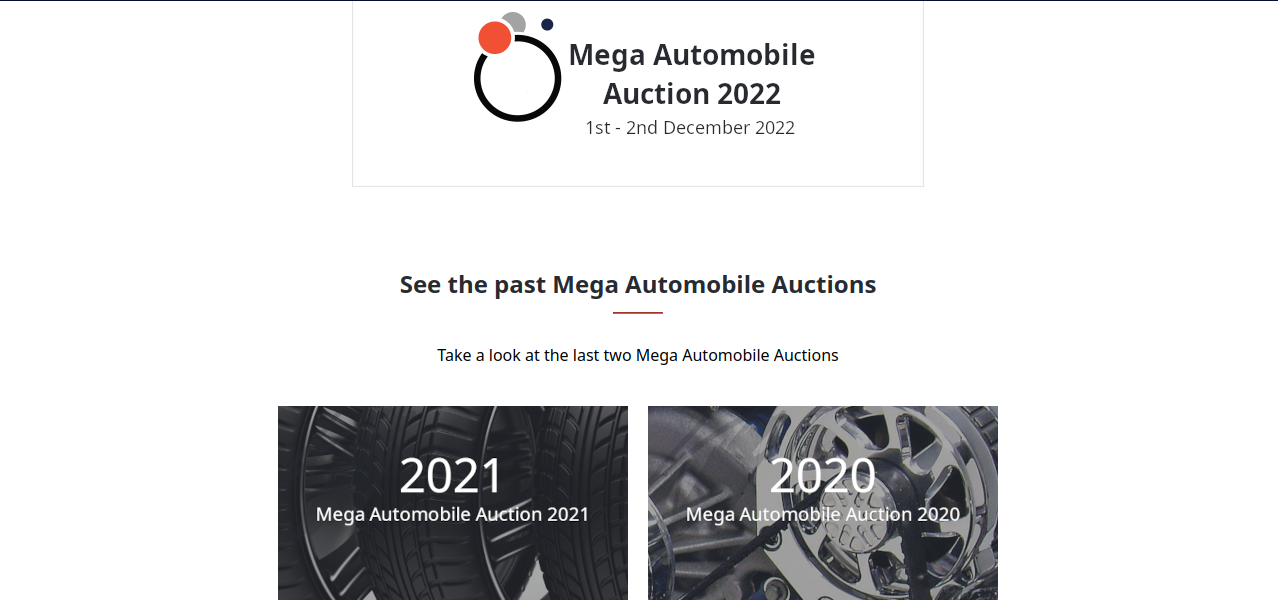 Mega Automobile
Auction 2022
1st - 2nd December 2022
See the past Mega Automobile Auctions
Take a look at the last two Mega Automobile Auctions
2021
Mega Automobile Auction 2021
2020
Mega Automobile Auction 2020